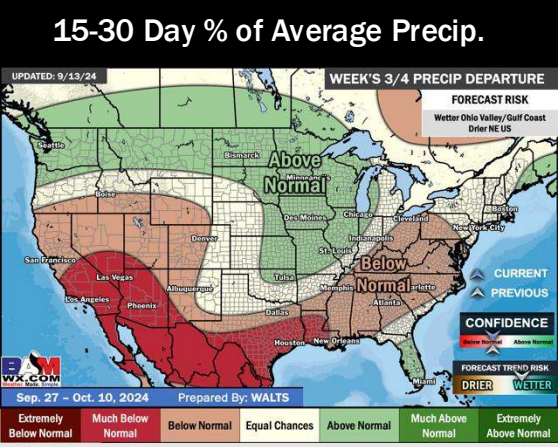 15-30 Day % of Average Precip.
UPDATED: 9/13/24
WEEK'S 3/4 PRECIP DEPARTURE
FORECAST RISK
Wetter Ohio Valley/Gulf Coast
Drier NE US
Seattle
Bismarck
Above
Normal
Boise
Des Moines
Chicago
Cleveland
Boston
New York City
Denver
St. Louis
Indianapolis
San Francisco
Below
Normal
Las Vegas
Los Angeles
Phoenix
Albuquerque
Tulsa
Memphis
arlotte
Atlanta
Dallas
Houston
New Orleans
Miami
CURRENT
PREVIOUS
CONFIDENCE
Below Normal
Above Normal
FORECAST TREND RISK
DRIER
WETTER
BAM
WX.COM
Weather. Made. Simple.
Sep. 27 – Oct. 10, 2024
Prepared By: WALTS
Extremely
Below Normal
Much Below
Normal
Below Normal
Equal Chances
Above Normal
Much Above
Normal
Extremely
Above Normal